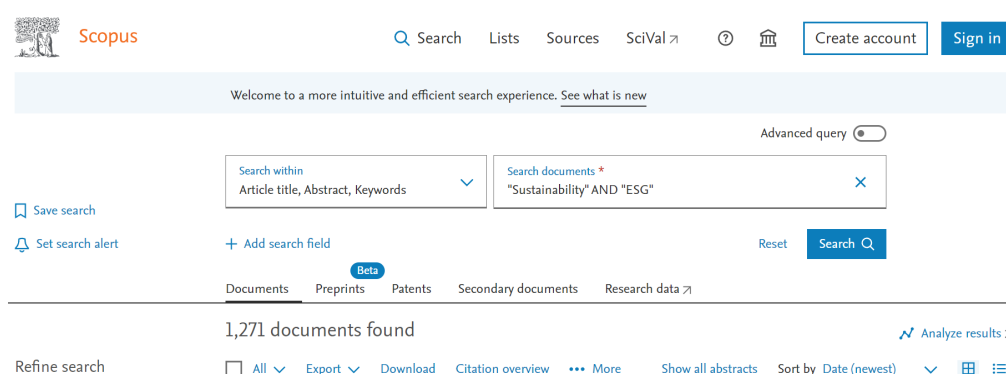 Scopus
Search Lists Sources SciVal Create account Sign in
Welcome to a more intuitive and efficient search experience. See what is new
Advanced query
Search within
Article title, Abstract, Keywords
Search documents *
"Sustainability" AND "ESG"
Save search
Set search alert
Add search field
Reset
Search
Beta
Documents Preprints Patents Secondary documents Research data
1,271 documents found
Analyze results
Refine search
All Export Download Citation overview More Show all abstracts Sort by Date (newest)